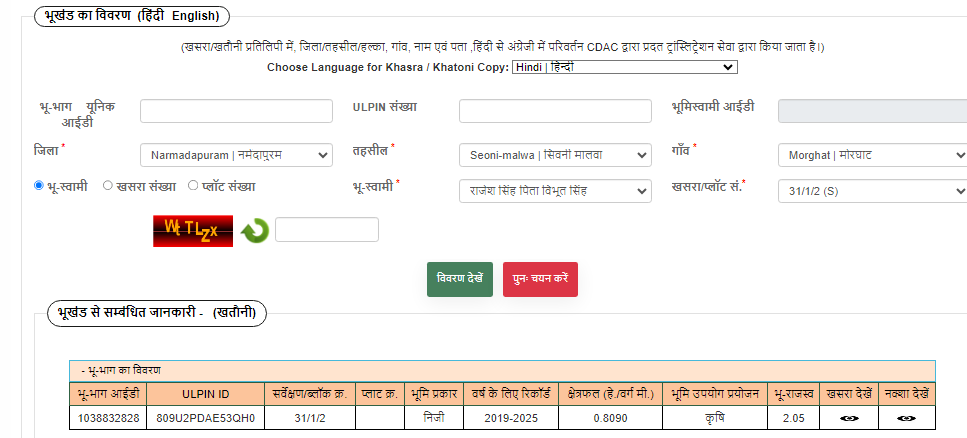 भूखंड का विवरण (हिंदी English)
(खसरा/खतौनी प्रतिलिपी में, जिला/तहसील/हल्का, गांव, नाम एवं पता ,हिंदी से अंग्रेजी में परिवर्तन CDAC द्वारा प्रदत ट्रांस्लिट्रेशन सेवा द्वारा किया जाता है।)
Choose Language for Khasra / Khatoni Copy: Hindi | हिन्दी
भू-भाग यूनिक आईडी ULPIN संख्या भूमिस्वामी आईडी
जिला * Narmadapuram | नर्मदापुरम तहसील * Seoni-malwa | सिवनी मालवा गाँव * Morghat | मोरघाट
भू-स्वामी खसरा संख्या प्लॉट संख्या भू-स्वामी * राजेश सिंह पिता विभूत सिंह खसरा/प्लॉट सं.* 31/1/2 (S)
WtTLZx
विवरण देखें पुनः चयन करें
भूखंड से सम्बंधित जानकारी - (खतौनी)
- भू-भाग का विवरण
भू-भाग आईडी ULPIN ID सर्वेक्षण/ब्लॉक क्र. प्लाट क्र. भूमि प्रकार वर्ष के लिए रिकॉर्ड क्षेत्रफल (हे./वर्ग मी.) भूमि उपयोग प्रयोजन भू-राजस्व खसरा देखें नक्शा देखें
1038832828 809U2PDAE53QH0 31/1/2 निजी 2019-2025 0.8090 कृषि 2.05